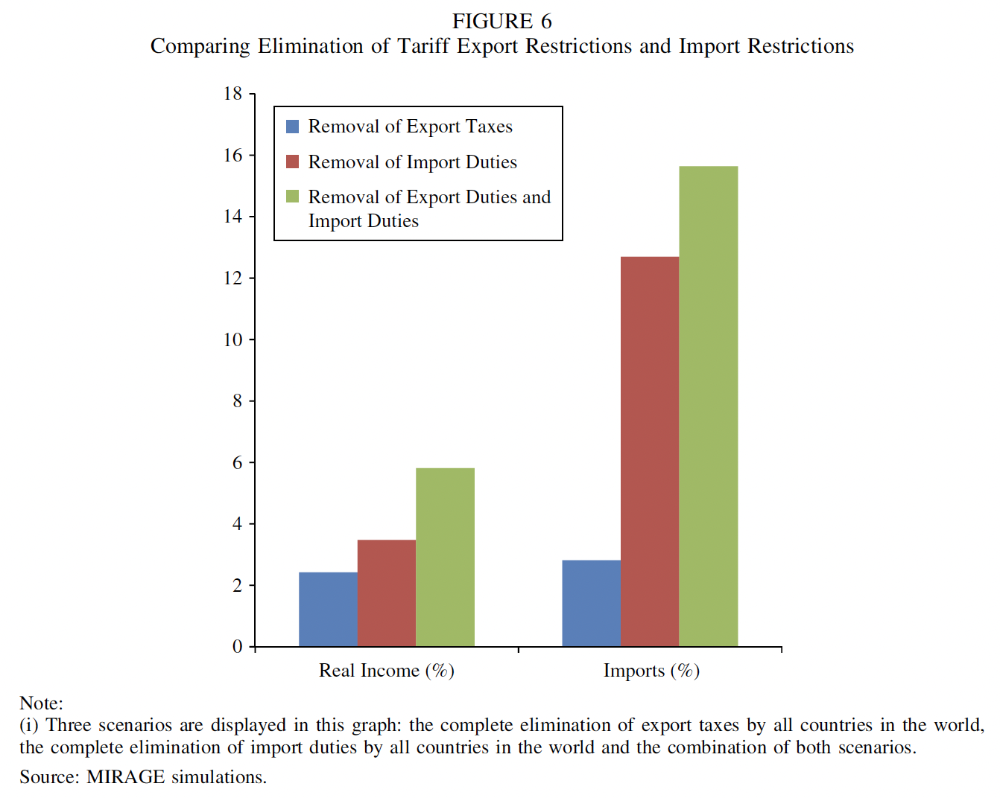 FIGURE 6
Comparing Elimination of Tariff Export Restrictions and Import Restrictions
18
16
14
12
10
8
6
4
2
0
Removal of Export Taxes
Removal of Import Duties
Removal of Export Duties and
Import Duties
Real Income (%)
Imports (%)
Note:
(i) Three scenarios are displayed in this graph: the complete elimination of export taxes by all countries in the world,
the complete elimination of import duties by all countries in the world and the combination of both scenarios.
Source: MIRAGE simulations.